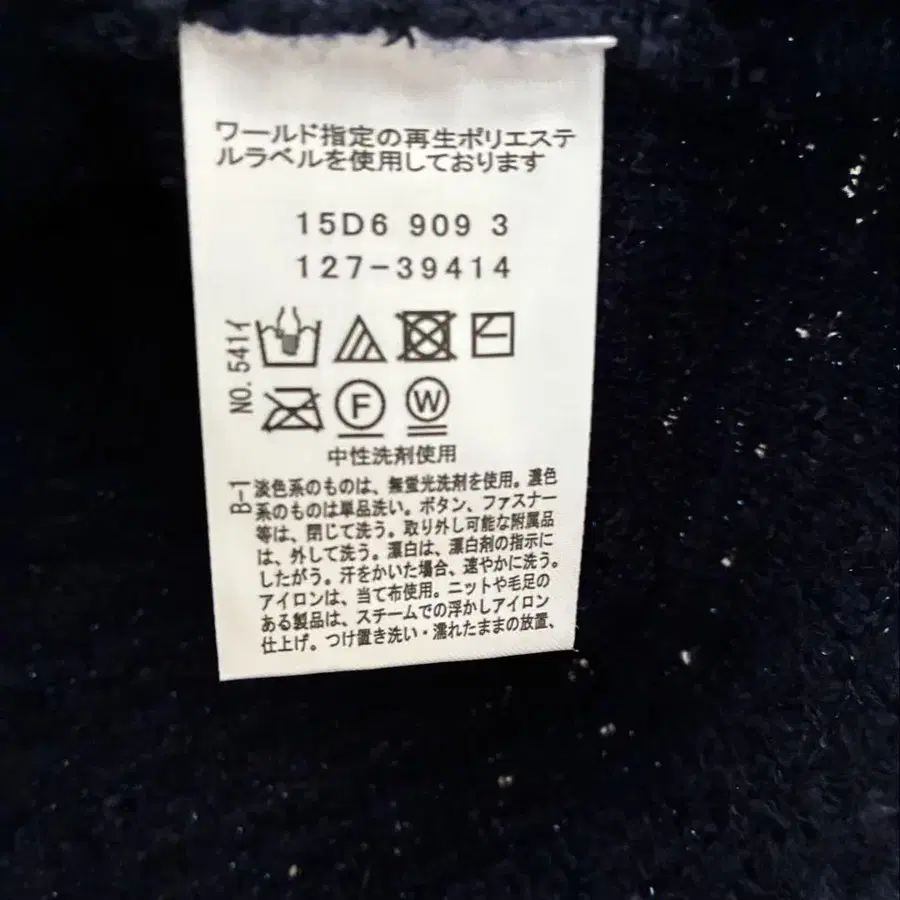 ワールド指定の再生ポリエステ
ルラベルを使用しております
15D6 909 3
127-39414
NO.541イ
F
W
中性洗剤使用
B-1
淡色系のものは、無蛍光洗剤を使用。濃色
系のものは単品洗い。ボタン、ファスナー
等は、閉じて洗う。取り外し可能な附属品
は、外して洗う。漂白は、漂白剤の指示に
したがう。汗をかいた場合、速やかに洗う。
アイロンは、当て布使用。ニットや毛足の
ある製品は、スチームでの浮かしアイロン
仕上げ。つけ置き洗い・濡れたままの放置、